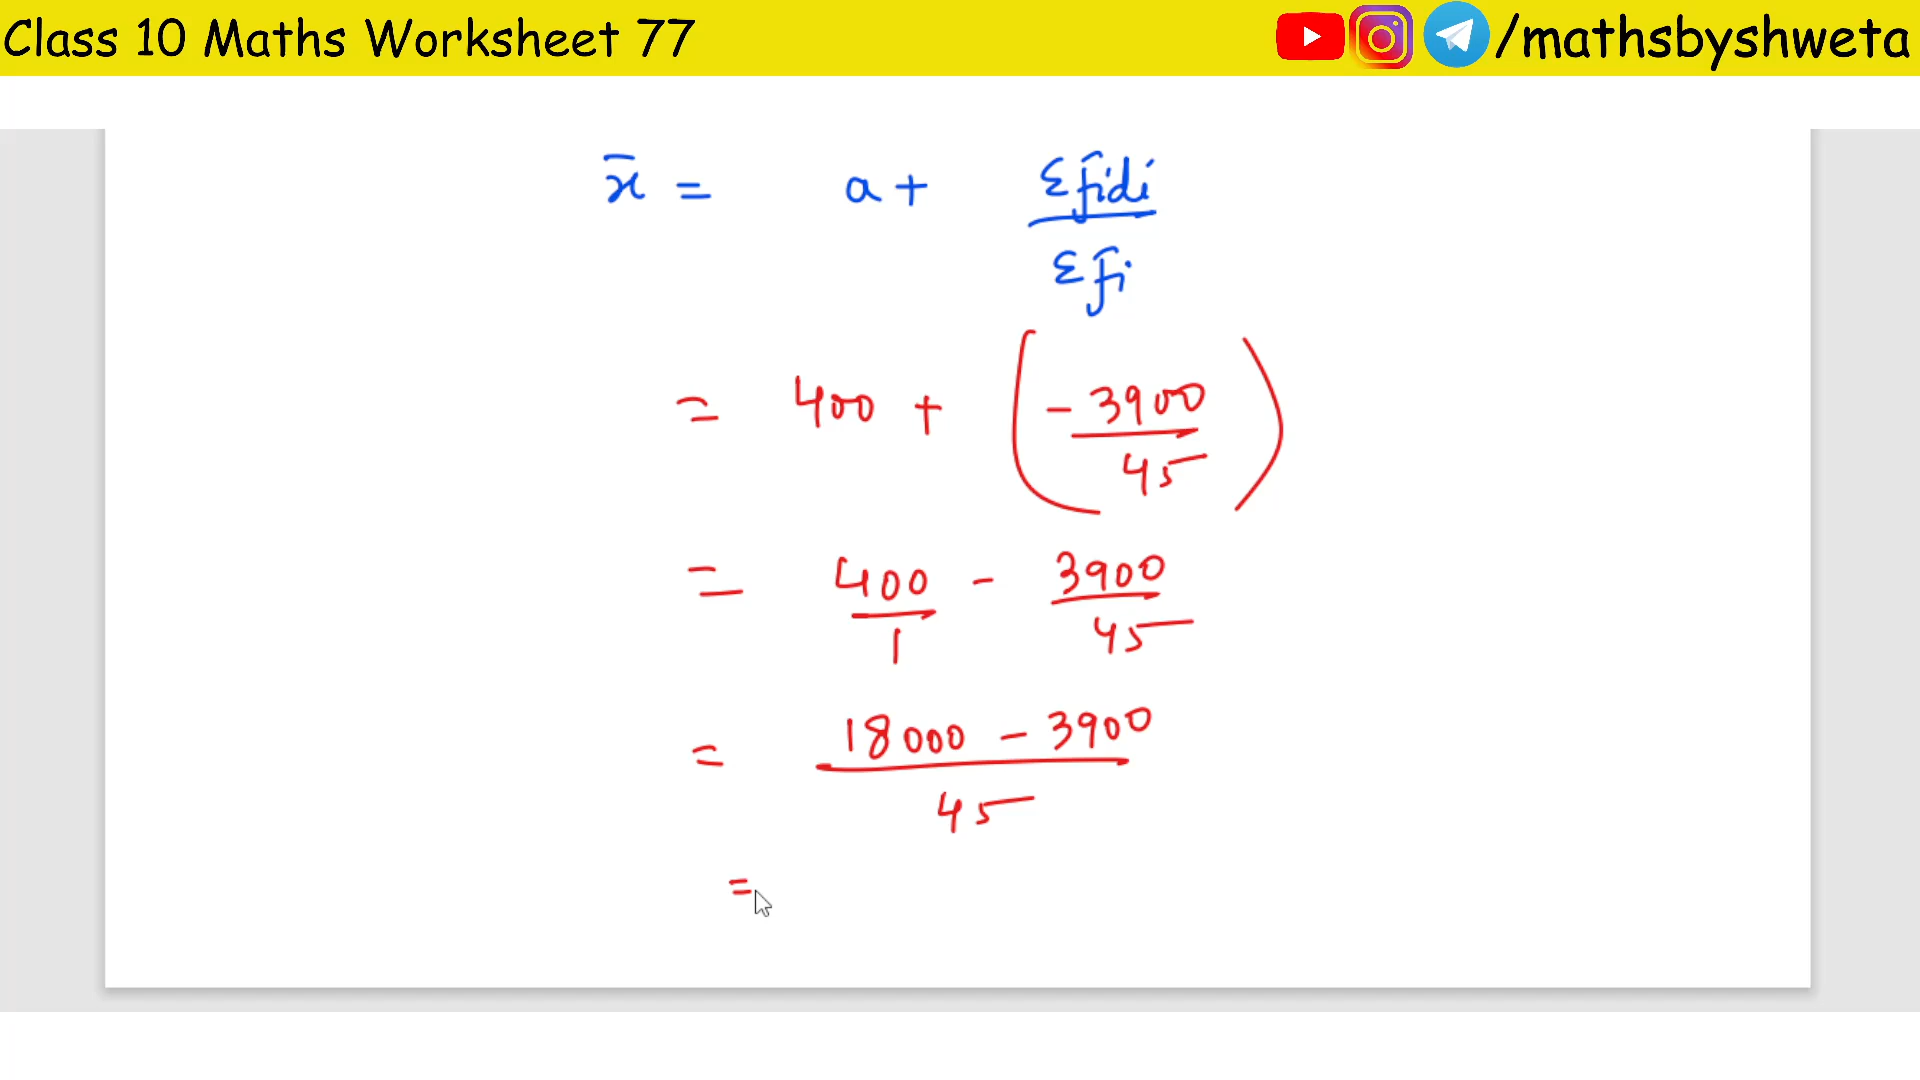 Class 10 Maths Worksheet 77
/mathsbyshweta
x̄ = a + Σfidi / Σfi
= 400 + ( - 3900 / 45 )
= 400 / 1 - 3900 / 45
= 18000 - 3900 / 45
=